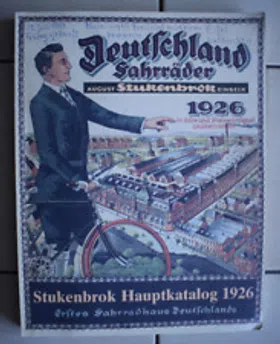 Deutschland
Fahrräder
AUGUST Stukenbrok EINBECK
1926
Stukenbrok Hauptkatalog 1926
Erstes Fahrradhaus Deutschlands